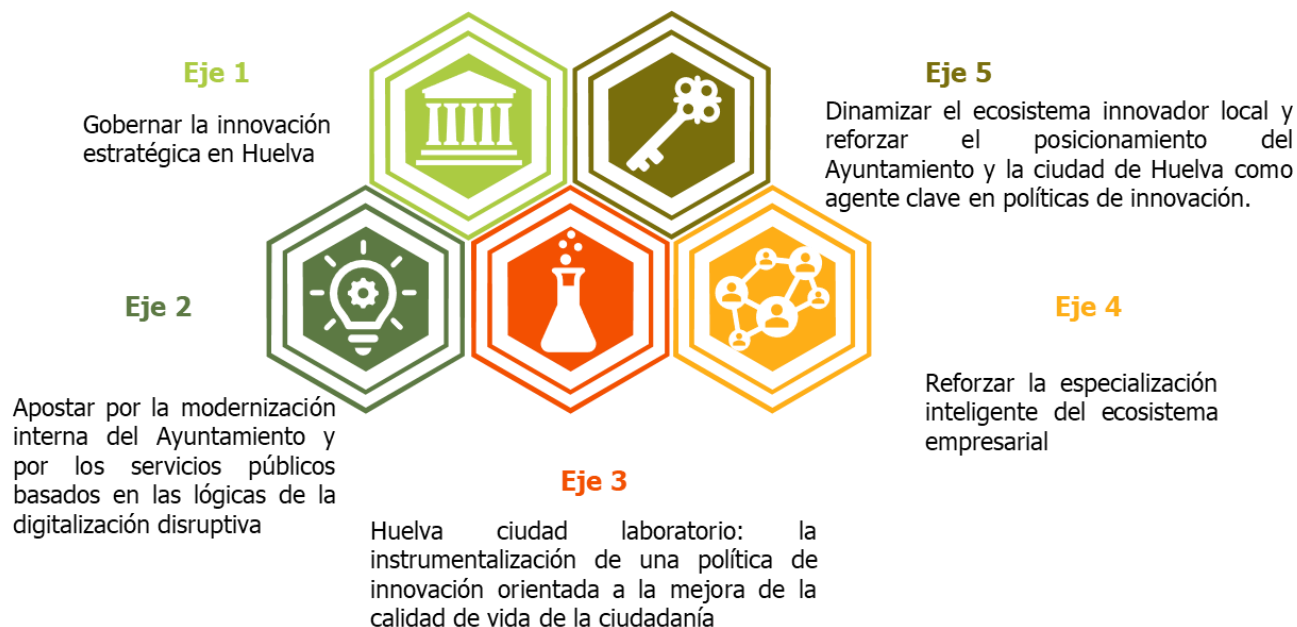 Eje 1
Gobernar la innovación
estratégica en Huelva
Eje 5
Dinamizar el ecosistema innovador local y
reforzar el posicionamiento del
Ayuntamiento y la ciudad de Huelva como
agente clave en políticas de innovación.
Eje 2
Apostar por la modernización
interna del Ayuntamiento y
por los servicios públicos
basados en las lógicas de la
digitalización disruptiva
Eje 3
Huelva ciudad laboratorio: la
instrumentalización de una política de
innovación orientada a la mejora de la
calidad de vida de la ciudadanía
Eje 4
Reforzar la especialización
inteligente del ecosistema
empresarial